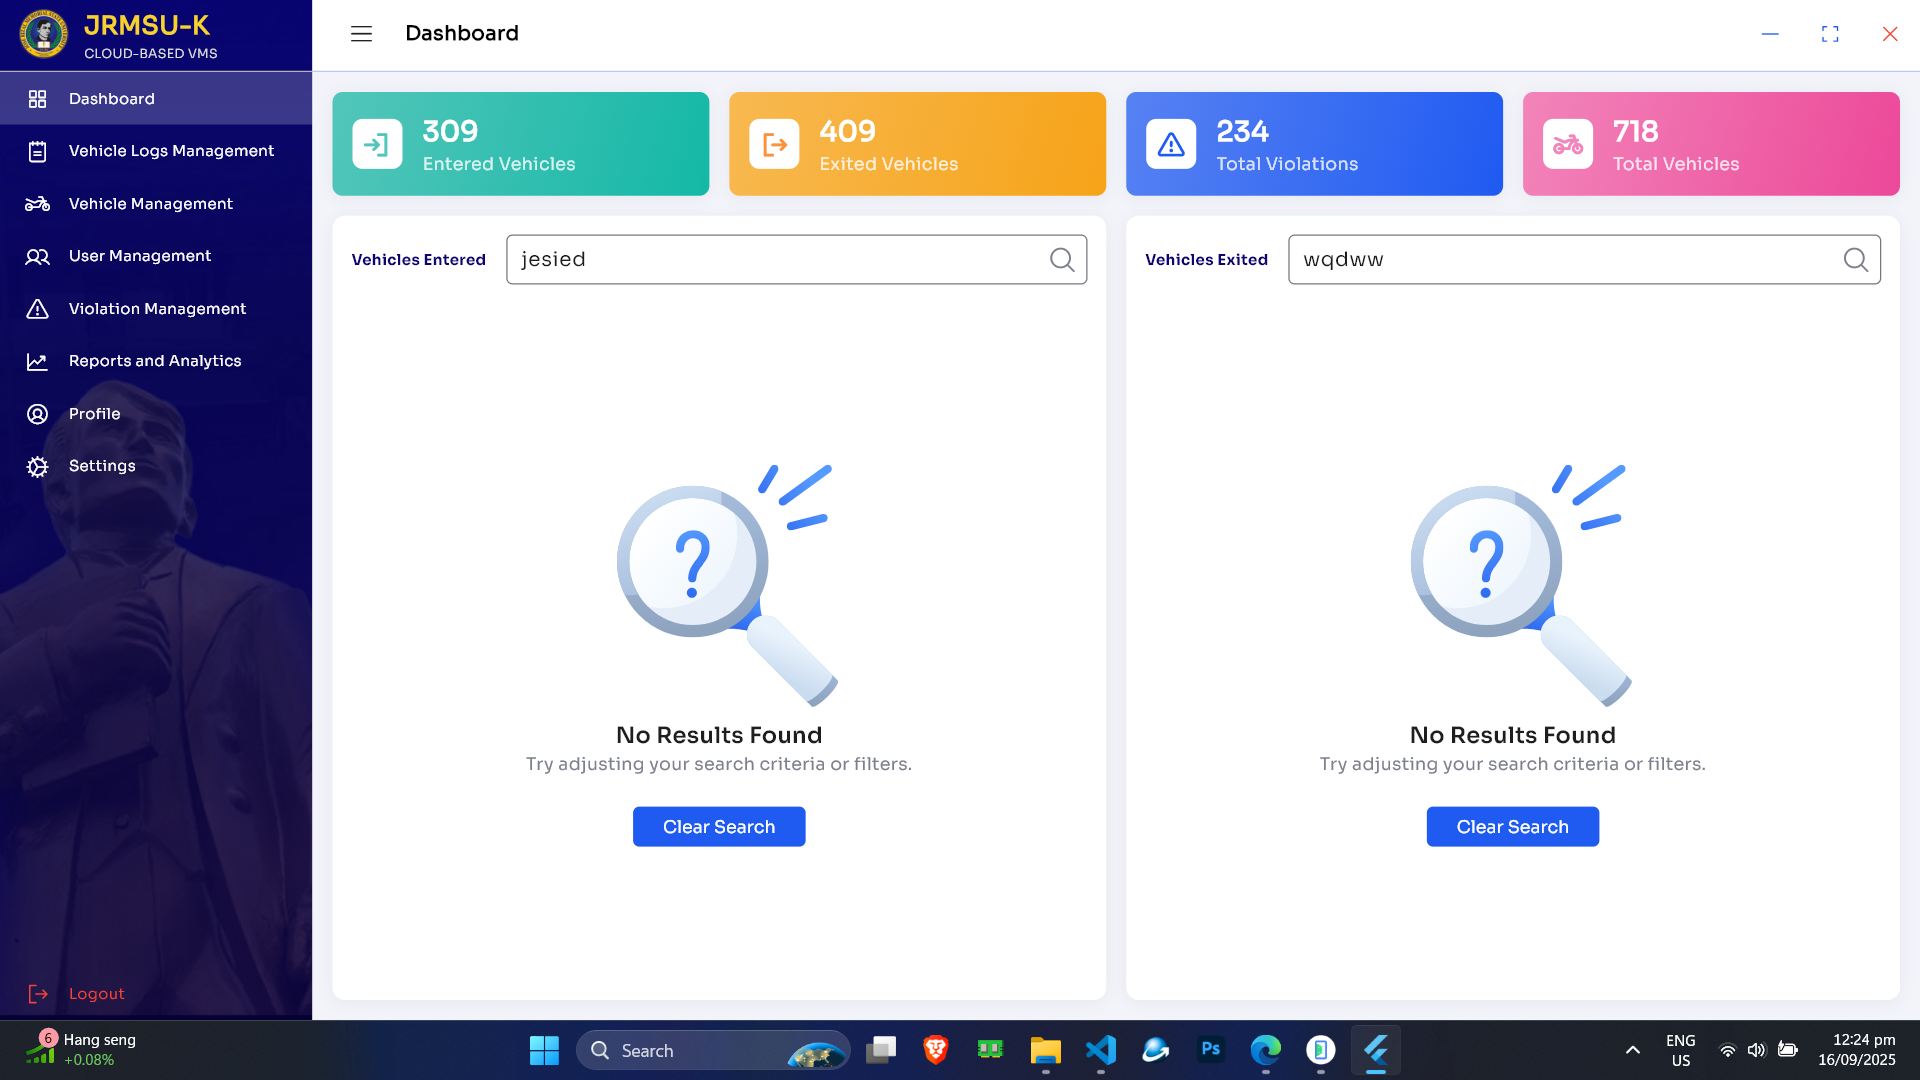 JRMSU-K
CLOUD-BASED VMS
Dashboard
Dashboard
Vehicle Logs Management
Vehicle Management
User Management
Violation Management
Reports and Analytics
Profile
Settings
Logout
309
Entered Vehicles
409
Exited Vehicles
234
Total Violations
718
Total Vehicles
Vehicles Entered
jesied
?
No Results Found
Try adjusting your search criteria or filters.
Clear Search
Vehicles Exited
wqdww
?
No Results Found
Try adjusting your search criteria or filters.
Clear Search
6
Hang seng
+0.08%
Search
Ps
ENG
US
12:24 pm
16/09/2025